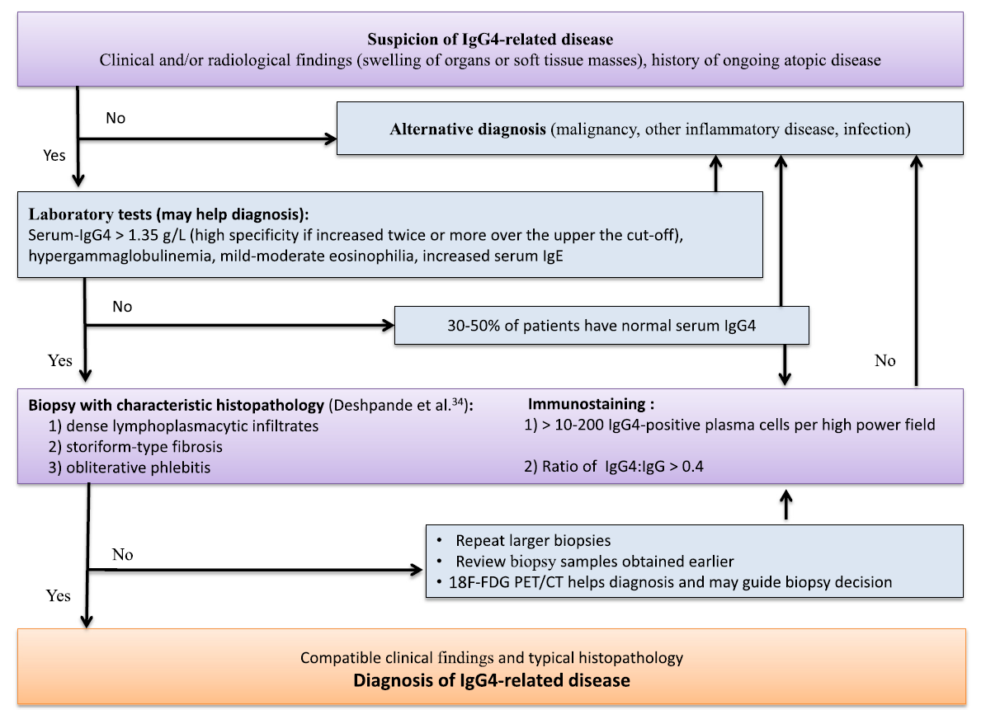 Suspicion of IgG4-related disease
Clinical and/or radiological findings (swelling of organs or soft tissue masses), history of ongoing atopic disease
No
Alternative diagnosis (malignancy, other inflammatory disease, infection)
Yes
Laboratory tests (may help diagnosis):
Serum-IgG4 > 1.35 g/L (high specificity if increased twice or more over the upper the cut-off),
hypergammaglobulinemia, mild-moderate eosinophilia, increased serum IgE
No
30-50% of patients have normal serum IgG4
Yes
No
Biopsy with characteristic histopathology (Deshpande et al.³⁴):
1) dense lymphoplasmacytic infiltrates
2) storiform-type fibrosis
3) obliterative phlebitis
Immunostaining :
1) > 10-200 IgG4-positive plasma cells per high power field
2) Ratio of IgG4:IgG > 0.4
No
• Repeat larger biopsies
• Review biopsy samples obtained earlier
• 18F-FDG PET/CT helps diagnosis and may guide biopsy decision
Yes
Compatible clinical findings and typical histopathology
Diagnosis of IgG4-related disease